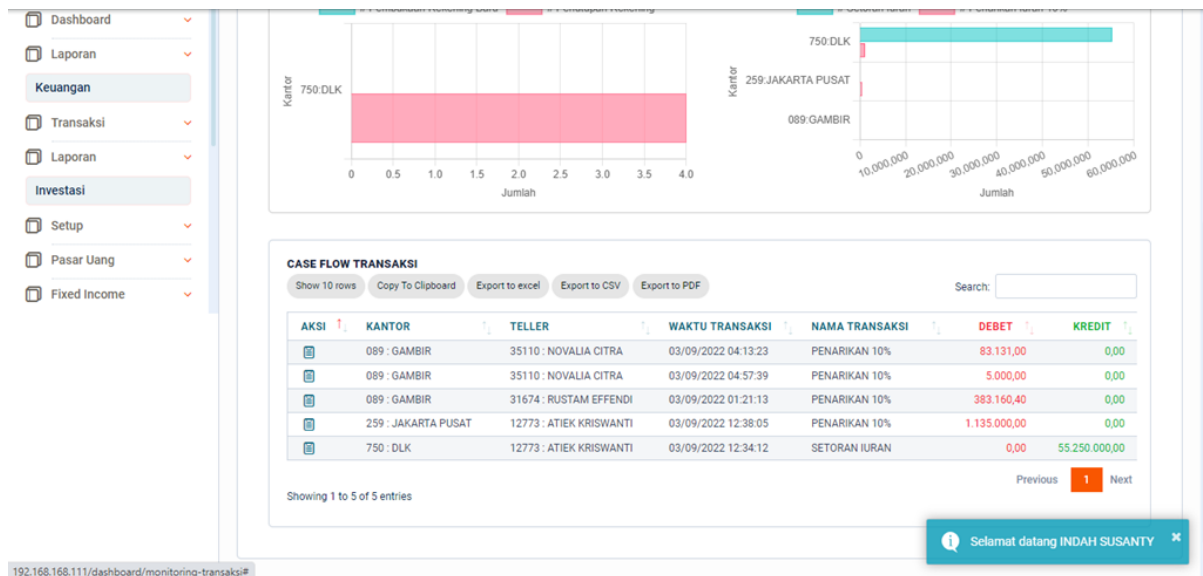 Dashboard
Laporan
Keuangan
Transaksi
Laporan
Investasi
Setup
Pasar Uang
Fixed Income
Kantor
750:DLK
0 0.5 1.0 1.5 2.0 2.5 3.0 3.5 4.0
Jumlah
Kantor
750:DLK
259:JAKARTA PUSAT
089:GAMBIR
0 10,000,000 20,000,000 30,000,000 40,000,000 50,000,000 60,000,000
Jumlah
CASE FLOW TRANSAKSI
Show 10 rows Copy To Clipboard Export to excel Export to CSV Export to PDF Search:
AKSI KANTOR TELLER WAKTU TRANSAKSI NAMA TRANSAKSI DEBET KREDIT
089 : GAMBIR 35110 : NOVALIA CITRA 03/09/2022 04:13:23 PENARIKAN 10% 83.131,00 0,00
089 : GAMBIR 35110 : NOVALIA CITRA 03/09/2022 04:57:39 PENARIKAN 10% 5.000,00 0,00
089 : GAMBIR 31674 : RUSTAM EFFENDI 03/09/2022 01:21:13 PENARIKAN 10% 383.160,40 0,00
259 : JAKARTA PUSAT 12773 : ATIEK KRISWANTI 03/09/2022 12:38:05 PENARIKAN 10% 1.135.000,00 0,00
750 : DLK 12773 : ATIEK KRISWANTI 03/09/2022 12:34:12 SETORAN IURAN 0,00 55.250.000,00
Previous 1 Next
Showing 1 to 5 of 5 entries
Selamat datang INDAH SUSANTY ×
192.168.168.111/dashboard/monitoring-transaksi#